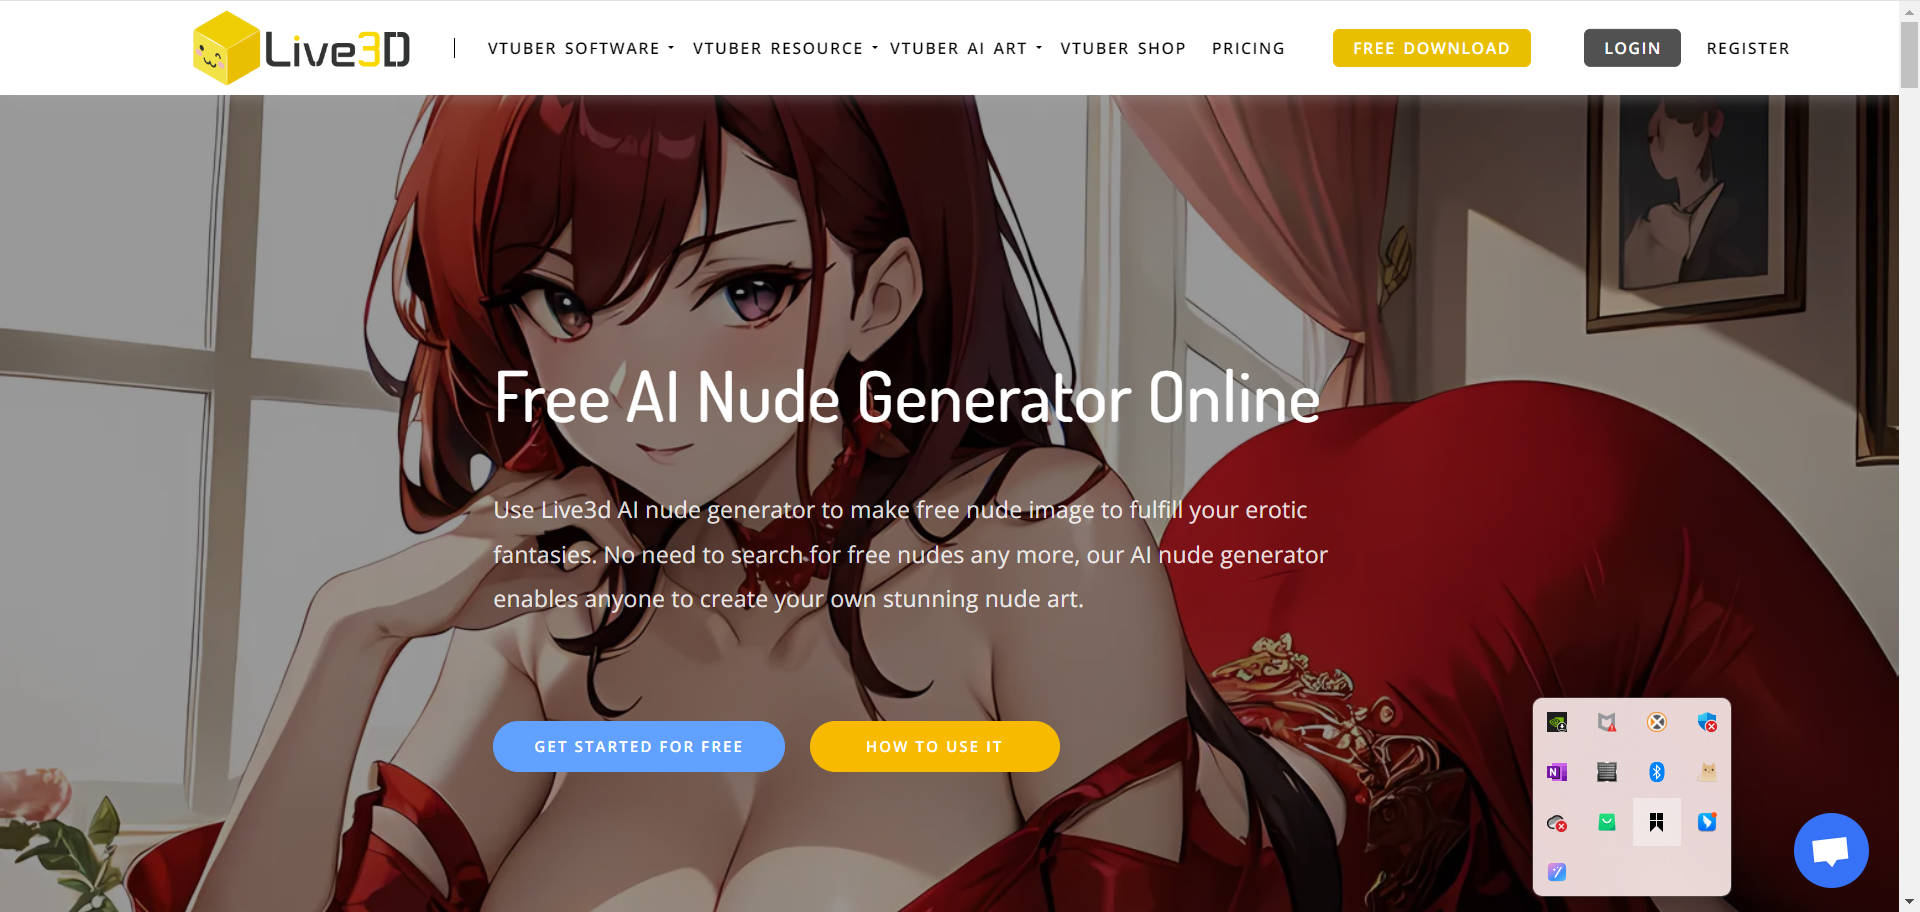 Live3D
VTUBER SOFTWARE
VTUBER RESOURCE
VTUBER AI ART
VTUBER SHOP
PRICING
FREE DOWNLOAD
LOGIN
REGISTER
Free AI Nude Generator Online
Use Live3d AI nude generator to make free nude image to fulfill your erotic
fantasies. No need to search for free nudes any more, our AI nude generator
enables anyone to create your own stunning nude art.
GET STARTED FOR FREE
HOW TO USE IT
N